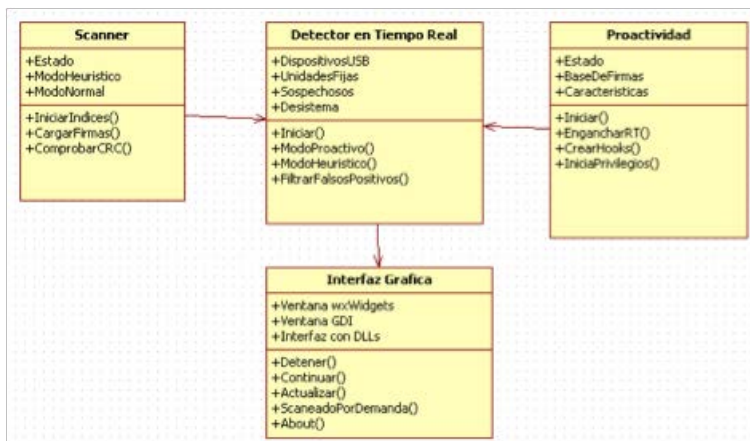 Scanner
+Estado
+ModoHeuristico
+ModoNormal
+IniciarIndices()
+CargarFirmas()
+ComprobarCRC()
Detector en Tiempo Real
+DispositivosUSB
+UnidadesFijas
+Sospechosos
+Desistema
+Iniciar()
+ModoProactivo()
+ModoHeuristico()
+FiltrarFalsosPositivos()
Proactividad
+Estado
+BaseDeFirmas
+Caracteristicas
+Iniciar()
+EngancharRT()
+CrearHooks()
+IniciaPrivilegios()
Interfaz Grafica
+Ventana wxWidgets
+Ventana GDI
+Interfaz con DLLs
+Detener()
+Continuar()
+Actualizar()
+ScaneadoPorDemanda()
+About()